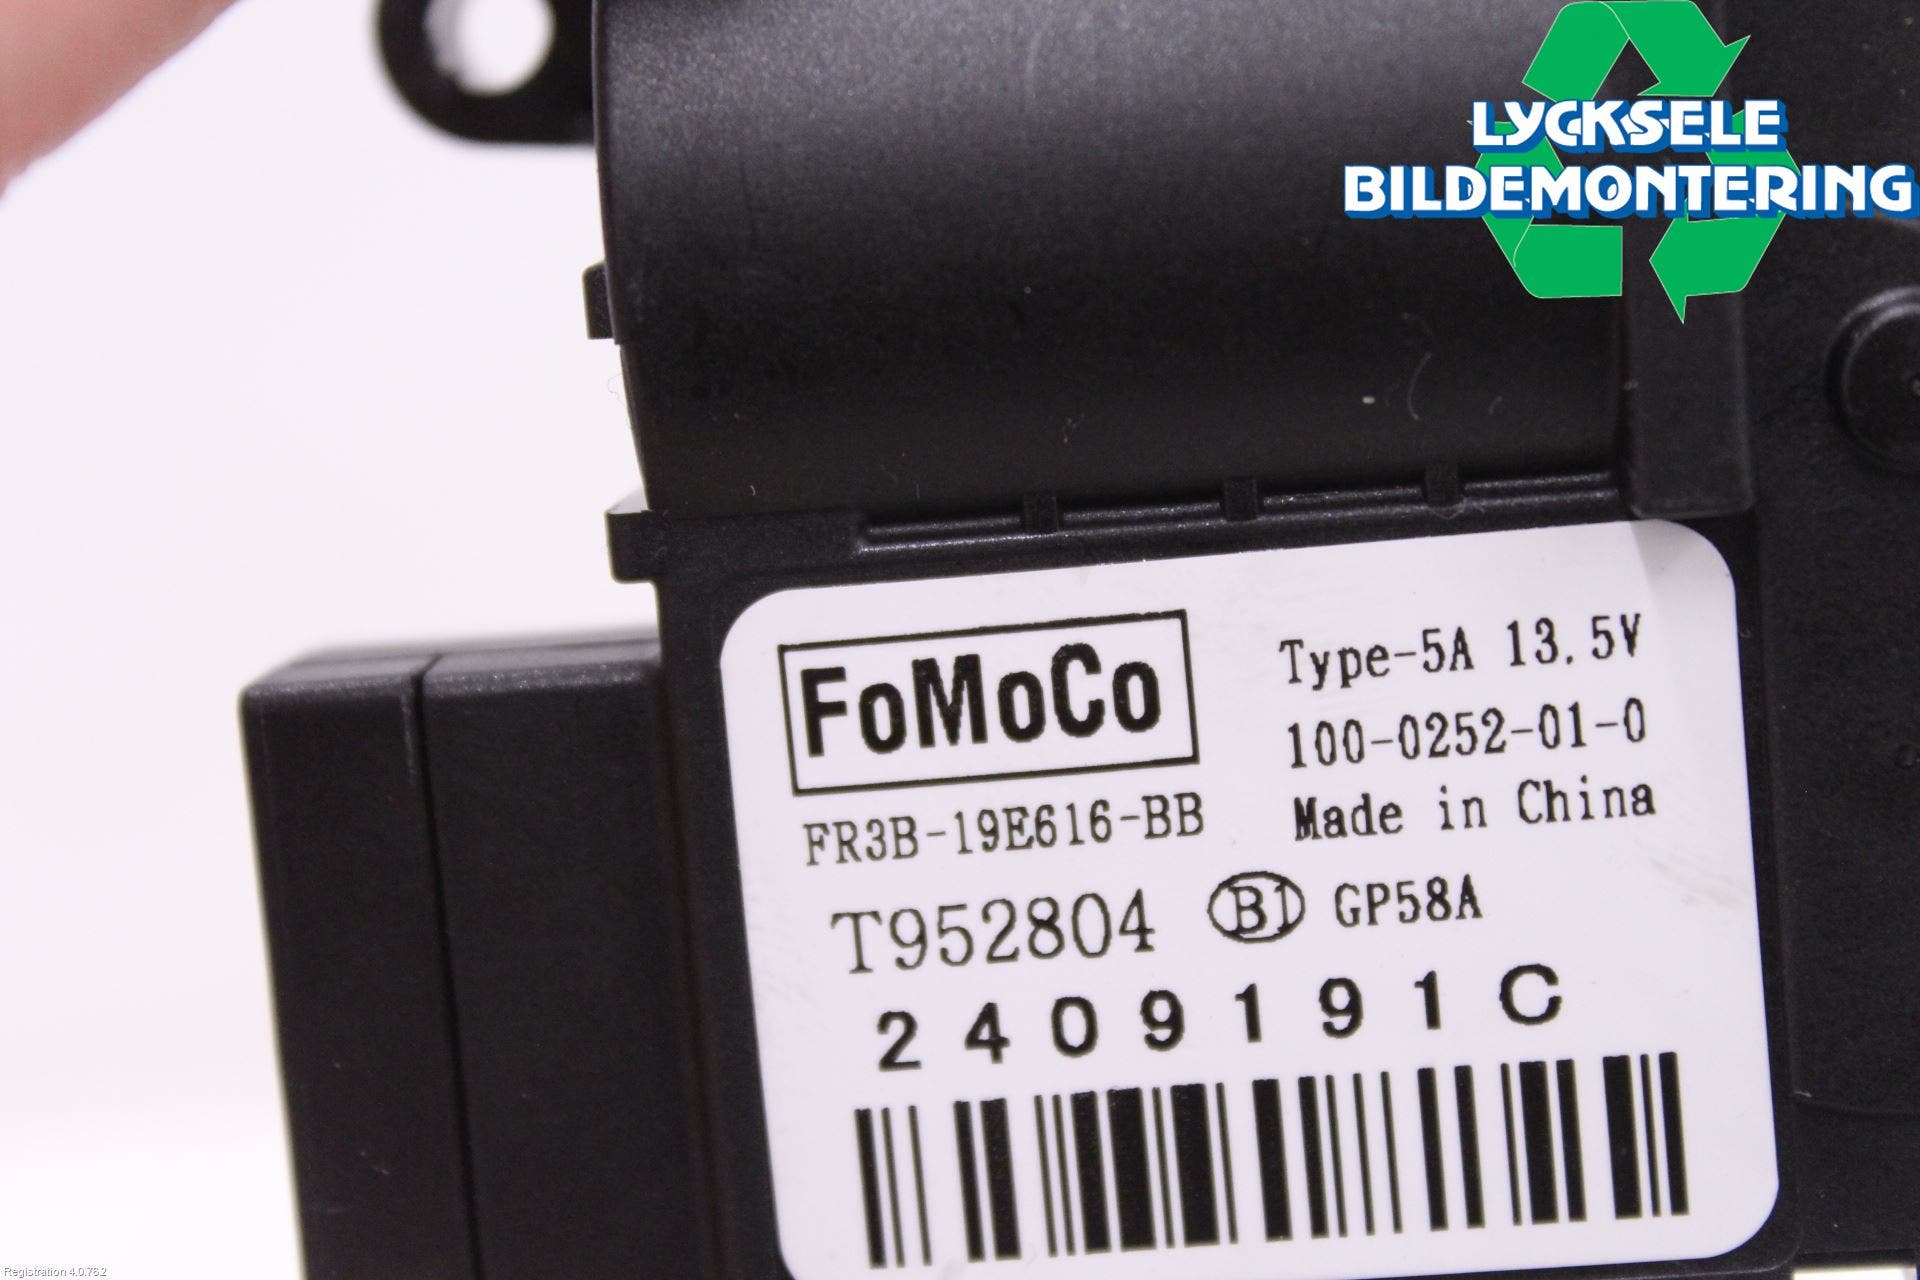 LYCKSELE
BILDEMONTERING
FoMoCo
Type-5A 13.5V
100-0252-01-0
Made in China
FR3B-19E616-BB
T952804 B1 GP58A
2409191C
Registration 4.0.76.2